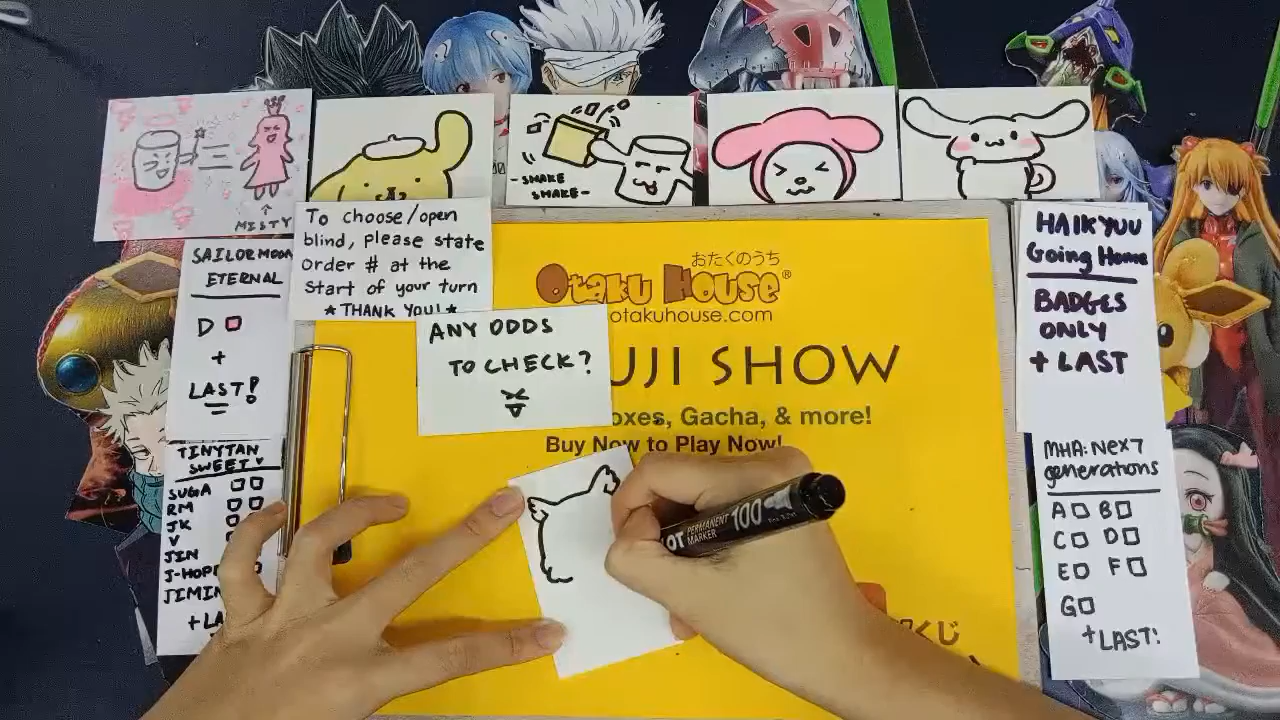 MISTY
- SHAKE
SHAKE -
To choose/open
blind, please state
Order # at the
start of your turn
★ THANK YOU! ★
SAILORMOON
ETERNAL
D
+
LAST!
TINYTAN
SWEET
SUGA
RM
JK
V
JIN
J-HOPE
JIMIN
ANY ODDS
TO CHECK?
おたくのうち
OTAKU HOUSE®
otakuhouse.com
UJI SHOW
oxes, Gacha, & more!
Buy Now to Play Now!
くじ
PERMANENT
MARKER
100
HAIKYUU
Going Home
BADGES
ONLY
+ LAST
MHA: NEXT
generations
A B
C D
E F
G
+LAST!